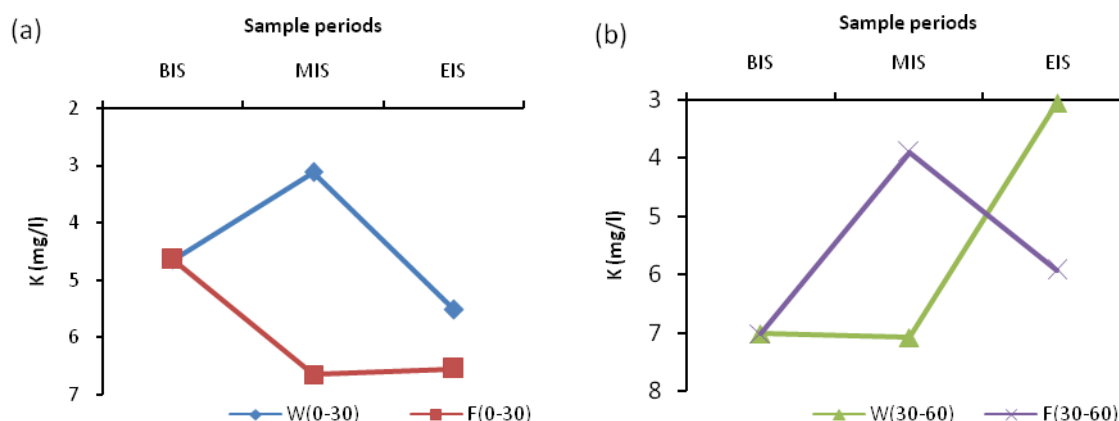 (a)
Sample periods
BIS MIS EIS
2
3
4
5
6
7
K (mg/l)
W(0-30) F(0-30)
(b)
Sample periods
BIS MIS EIS
3
4
5
6
7
8
K (mg/l)
W(30-60) F(30-60)